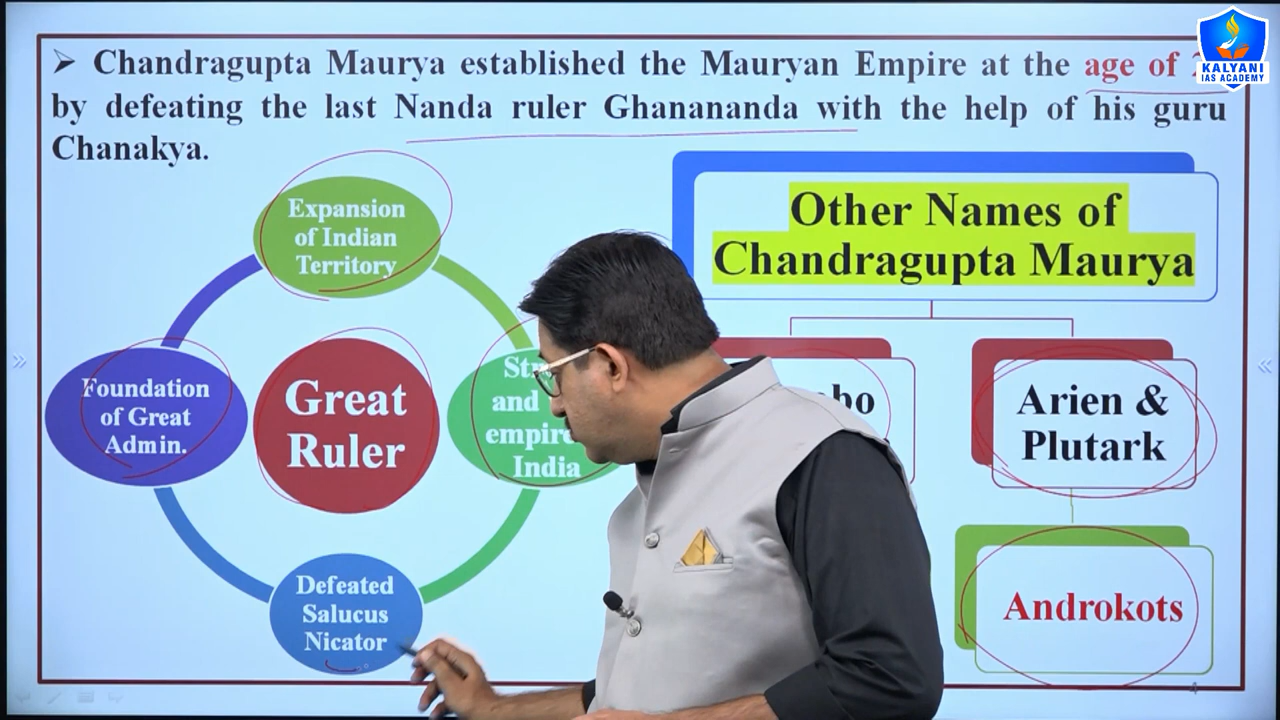 Chandragupta Maurya established the Mauryan Empire at the age of
by defeating the last Nanda ruler Ghanananda with the help of his guru
Chanakya.
KALYANI
IAS ACADEMY
Expansion
of Indian
Territory
Foundation
of Great
Admin.
Great
Ruler
and
empire
India
Defeated
Salucus
Nicator
Other Names of
Chandragupta Maurya
Arien &
Plutark
Androkots
4